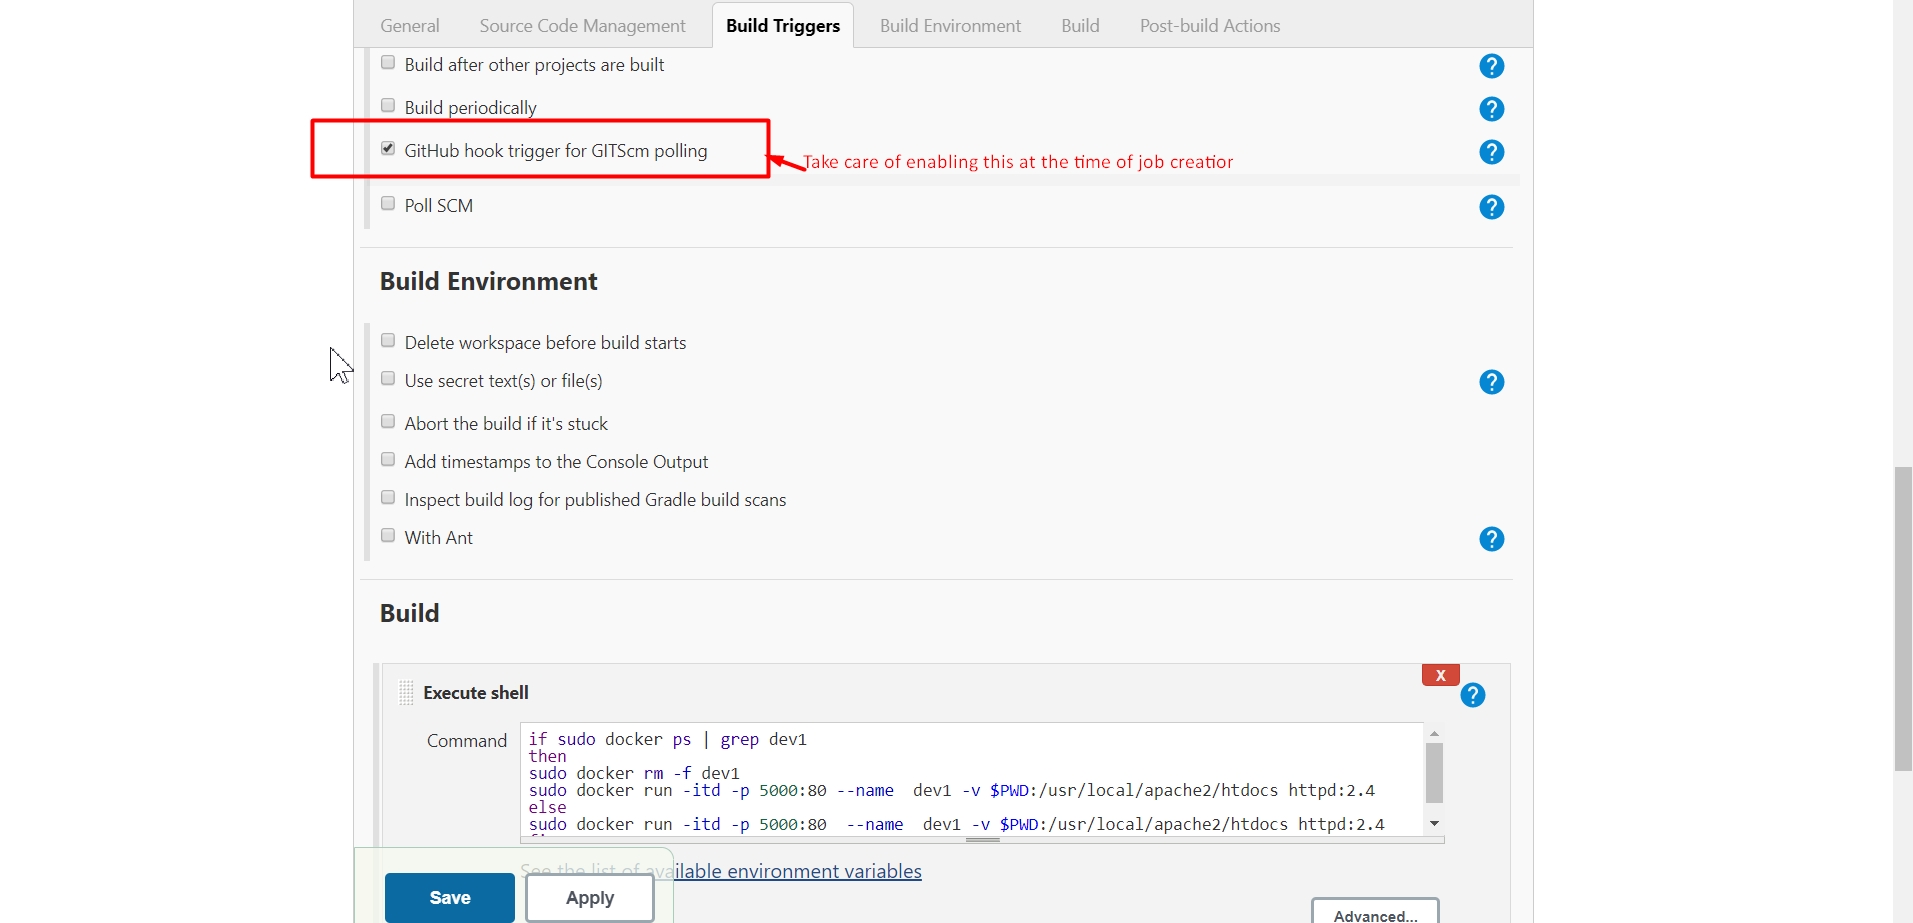 General Source Code Management Build Triggers Build Environment Build Post-build Actions
Build after other projects are built ?
Build periodically ?
GitHub hook trigger for GITScm polling ?
Take care of enabling this at the time of job creatior
Poll SCM ?
Build Environment
Delete workspace before build starts
Use secret text(s) or file(s) ?
Abort the build if it's stuck
Add timestamps to the Console Output
Inspect build log for published Gradle build scans
With Ant ?
Build
X
Execute shell ?
Command
if sudo docker ps | grep dev1
then
sudo docker rm -f dev1
sudo docker run -itd -p 5000:80 --name  dev1 -v $PWD:/usr/local/apache2/htdocs httpd:2.4
else
sudo docker run -itd -p 5000:80  --name  dev1 -v $PWD:/usr/local/apache2/htdocs httpd:2.4
See the list of available environment variables
Save Apply
Advanced...